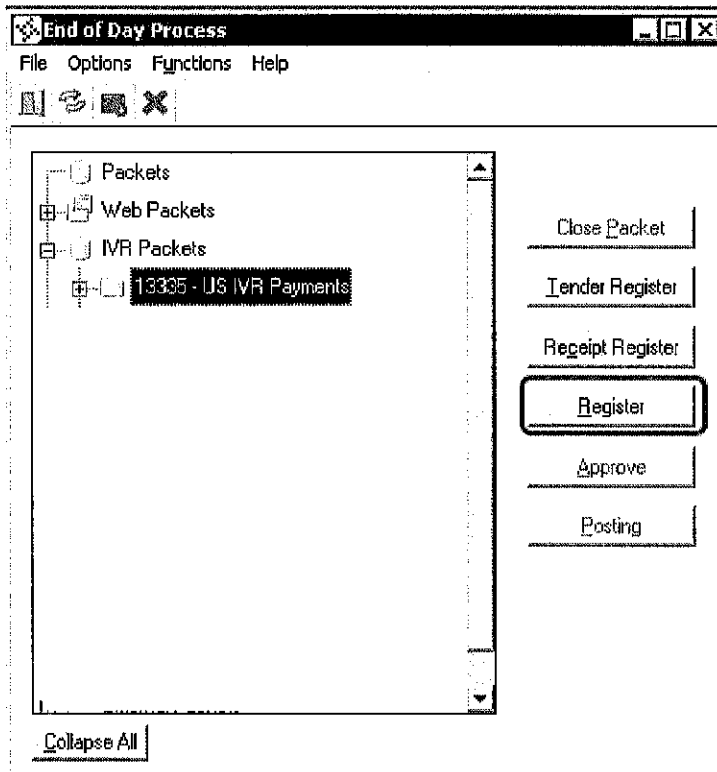 End of Day Process
File Options Functions Help
Packets
Web Packets
IVR Packets
13335 - US IVR Payments
Close Packet
Tender Register
Receipt Register
Register
Approve
Posting
Collapse All